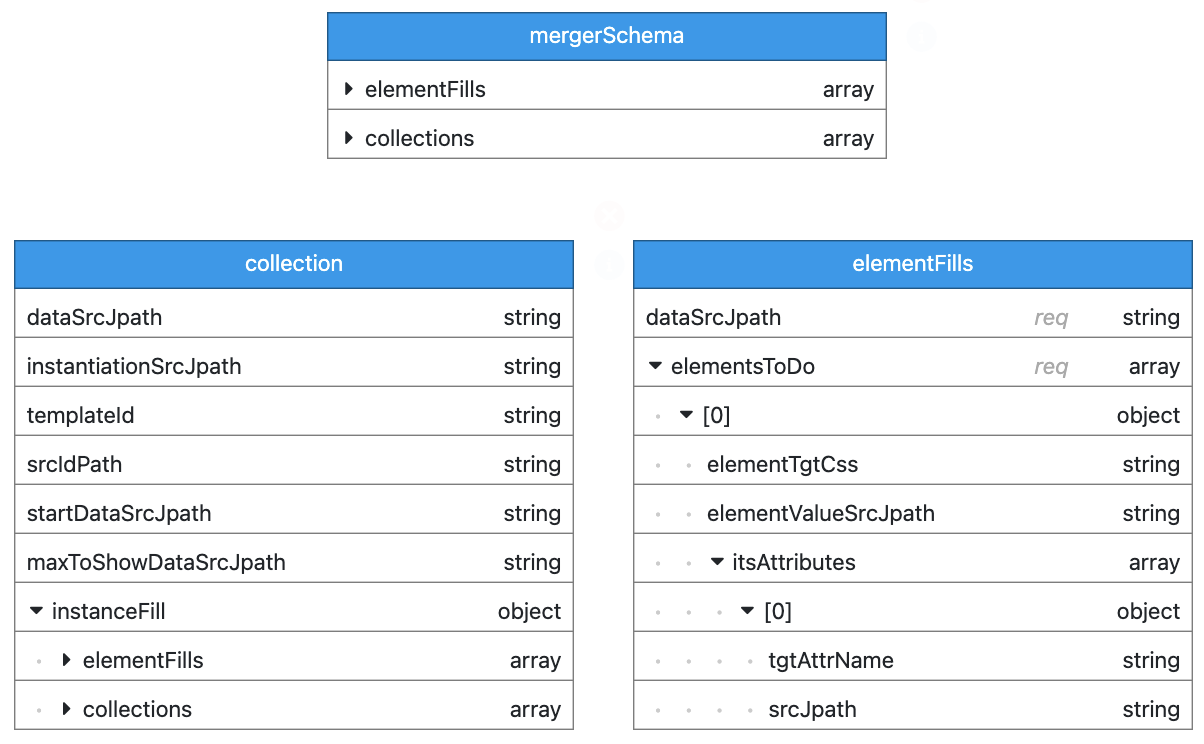 mergerSchema
elementFills array
collections array
collection
dataSrcJpath string
instantiationSrcJpath string
templateId string
srcIdPath string
startDataSrcJpath string
maxToShowDataSrcJpath string
instanceFill object
elementFills array
collections array
elementFills
dataSrcJpath req string
elementsToDo req array
[0] object
elementTgtCss string
elementValueSrcJpath string
itsAttributes array
[0] object
tgtAttrName string
srcJpath string